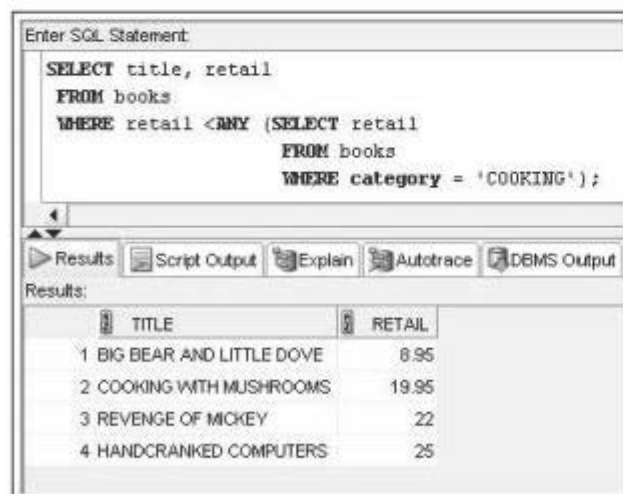 Enter SQL Statement:
SELECT title, retail
FROM books
WHERE retail <ANY (SELECT retail
FROM books
WHERE category = 'COOKING');
Results Script Output Explain Autotrace DBMS Output
Results:
TITLE RETAIL
1 BIG BEAR AND LITTLE DOVE 8.95
2 COOKING WITH MUSHROOMS 19.95
3 REVENGE OF MICKEY 22
4 HANDCRANKED COMPUTERS 25